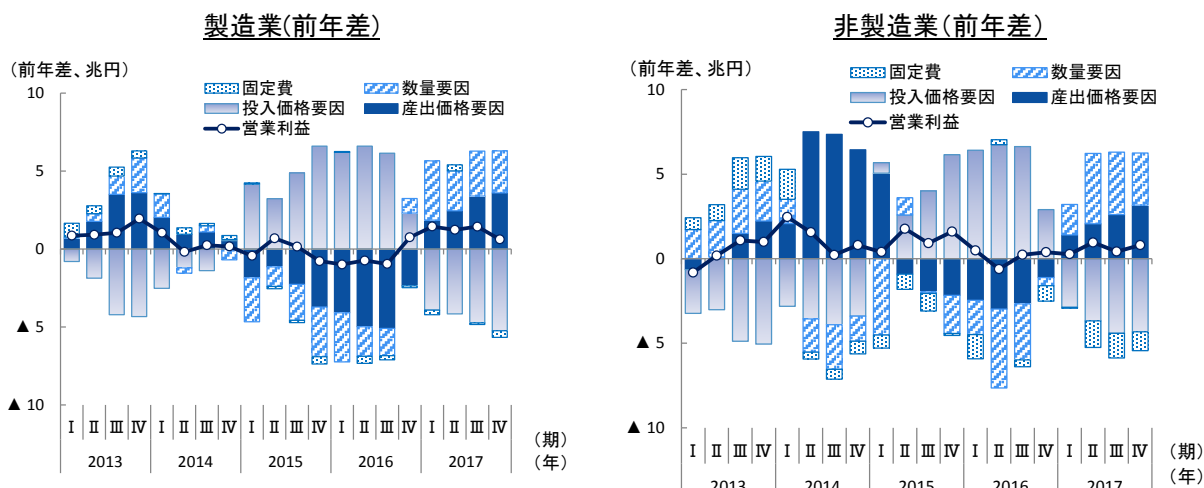 製造業(前年差)
(前年差、兆円)
固定費 数量要因
投入価格要因 産出価格要因
営業利益
10
5
0
▲ 5
▲ 10
Ⅰ Ⅱ Ⅲ Ⅳ Ⅰ Ⅱ Ⅲ Ⅳ Ⅰ Ⅱ Ⅲ Ⅳ Ⅰ Ⅱ Ⅲ Ⅳ Ⅰ Ⅱ Ⅲ Ⅳ (期)
2013 2014 2015 2016 2017 (年)
非製造業(前年差)
(前年差、兆円)
固定費 数量要因
投入価格要因 産出価格要因
営業利益
10
5
0
▲ 5
▲ 10
Ⅰ Ⅱ Ⅲ Ⅳ Ⅰ Ⅱ Ⅲ Ⅳ Ⅰ Ⅱ Ⅲ Ⅳ Ⅰ Ⅱ Ⅲ Ⅳ Ⅰ Ⅱ Ⅲ Ⅳ (期)
2013 2014 2015 2016 2017 (年)